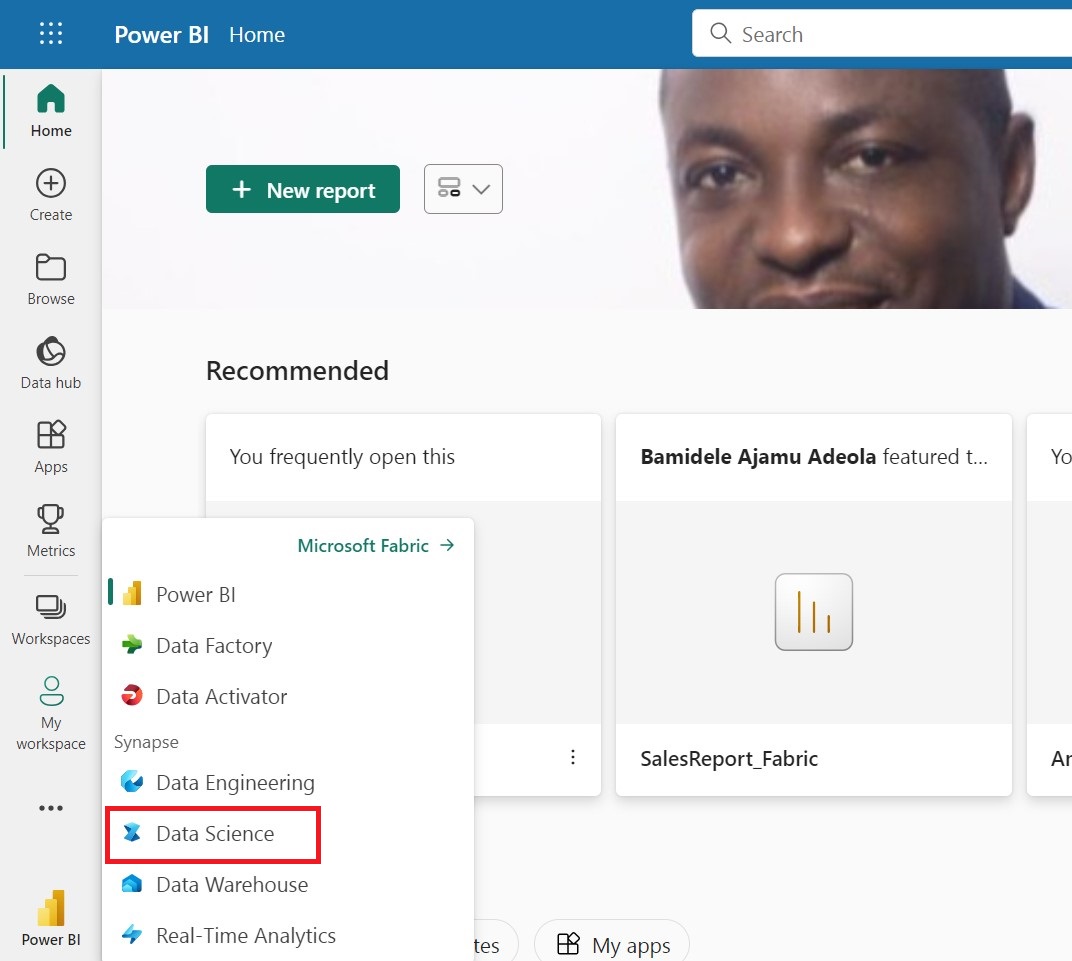 Power BI Home
Search
Home
Create
Browse
Data hub
Apps
Metrics
Workspaces
My
workspace
Power BI
New report
Recommended
You frequently open this
Bamidele Ajamu Adeola featured t...
Yo
SalesReport_Fabric
Ar
Microsoft Fabric
Power BI
Data Factory
Data Activator
Synapse
Data Engineering
Data Science
Data Warehouse
Real-Time Analytics
tes
My apps